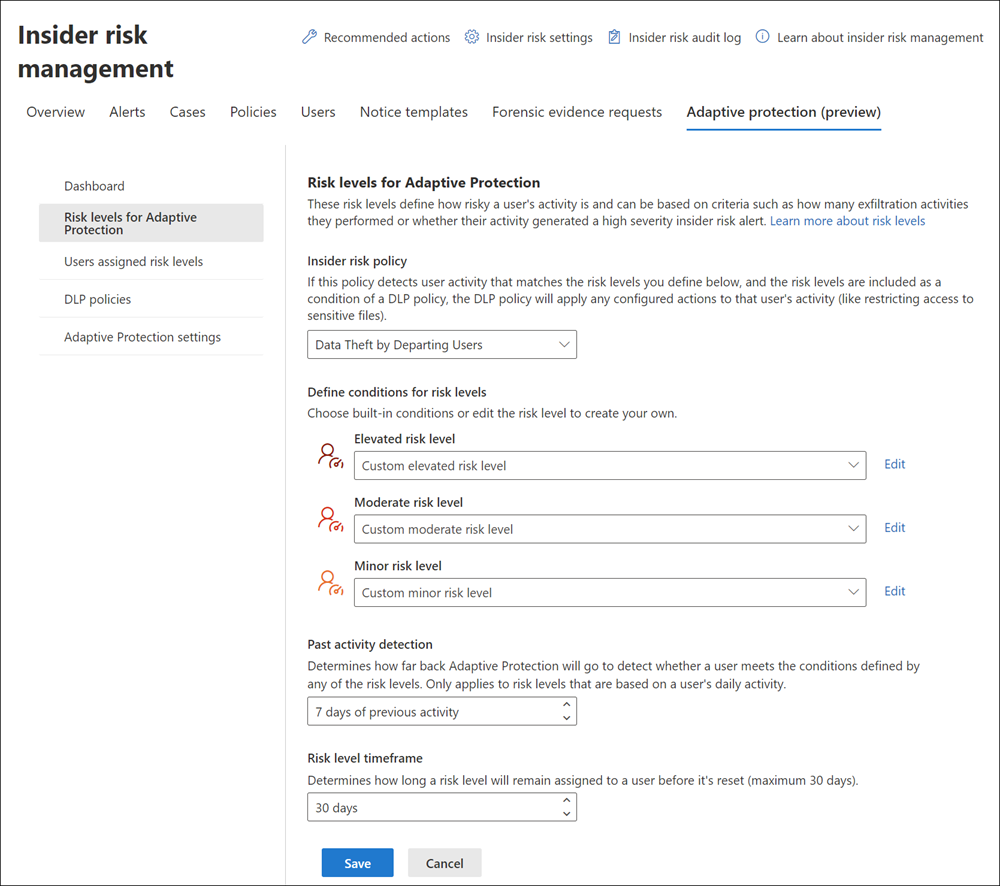 Insider risk
management
Recommended actions
Insider risk settings
Insider risk audit log
Learn about insider risk management
Overview
Alerts
Cases
Policies
Users
Notice templates
Forensic evidence requests
Adaptive protection (preview)
Dashboard
Risk levels for Adaptive
Protection
Users assigned risk levels
DLP policies
Adaptive Protection settings
Risk levels for Adaptive Protection
These risk levels define how risky a user's activity is and can be based on criteria such as how many exfiltration activities
they performed or whether their activity generated a high severity insider risk alert. Learn more about risk levels
Insider risk policy
If this policy detects user activity that matches the risk levels you define below, and the risk levels are included as a
condition of a DLP policy, the DLP policy will apply any configured actions to that user's activity (like restricting access to
sensitive files).
Data Theft by Departing Users
Define conditions for risk levels
Choose built-in conditions or edit the risk level to create your own.
Elevated risk level
Custom elevated risk level
Edit
Moderate risk level
Custom moderate risk level
Edit
Minor risk level
Custom minor risk level
Edit
Past activity detection
Determines how far back Adaptive Protection will go to detect whether a user meets the conditions defined by
any of the risk levels. Only applies to risk levels that are based on a user's daily activity.
7 days of previous activity
Risk level timeframe
Determines how long a risk level will remain assigned to a user before it's reset (maximum 30 days).
30 days
Save
Cancel